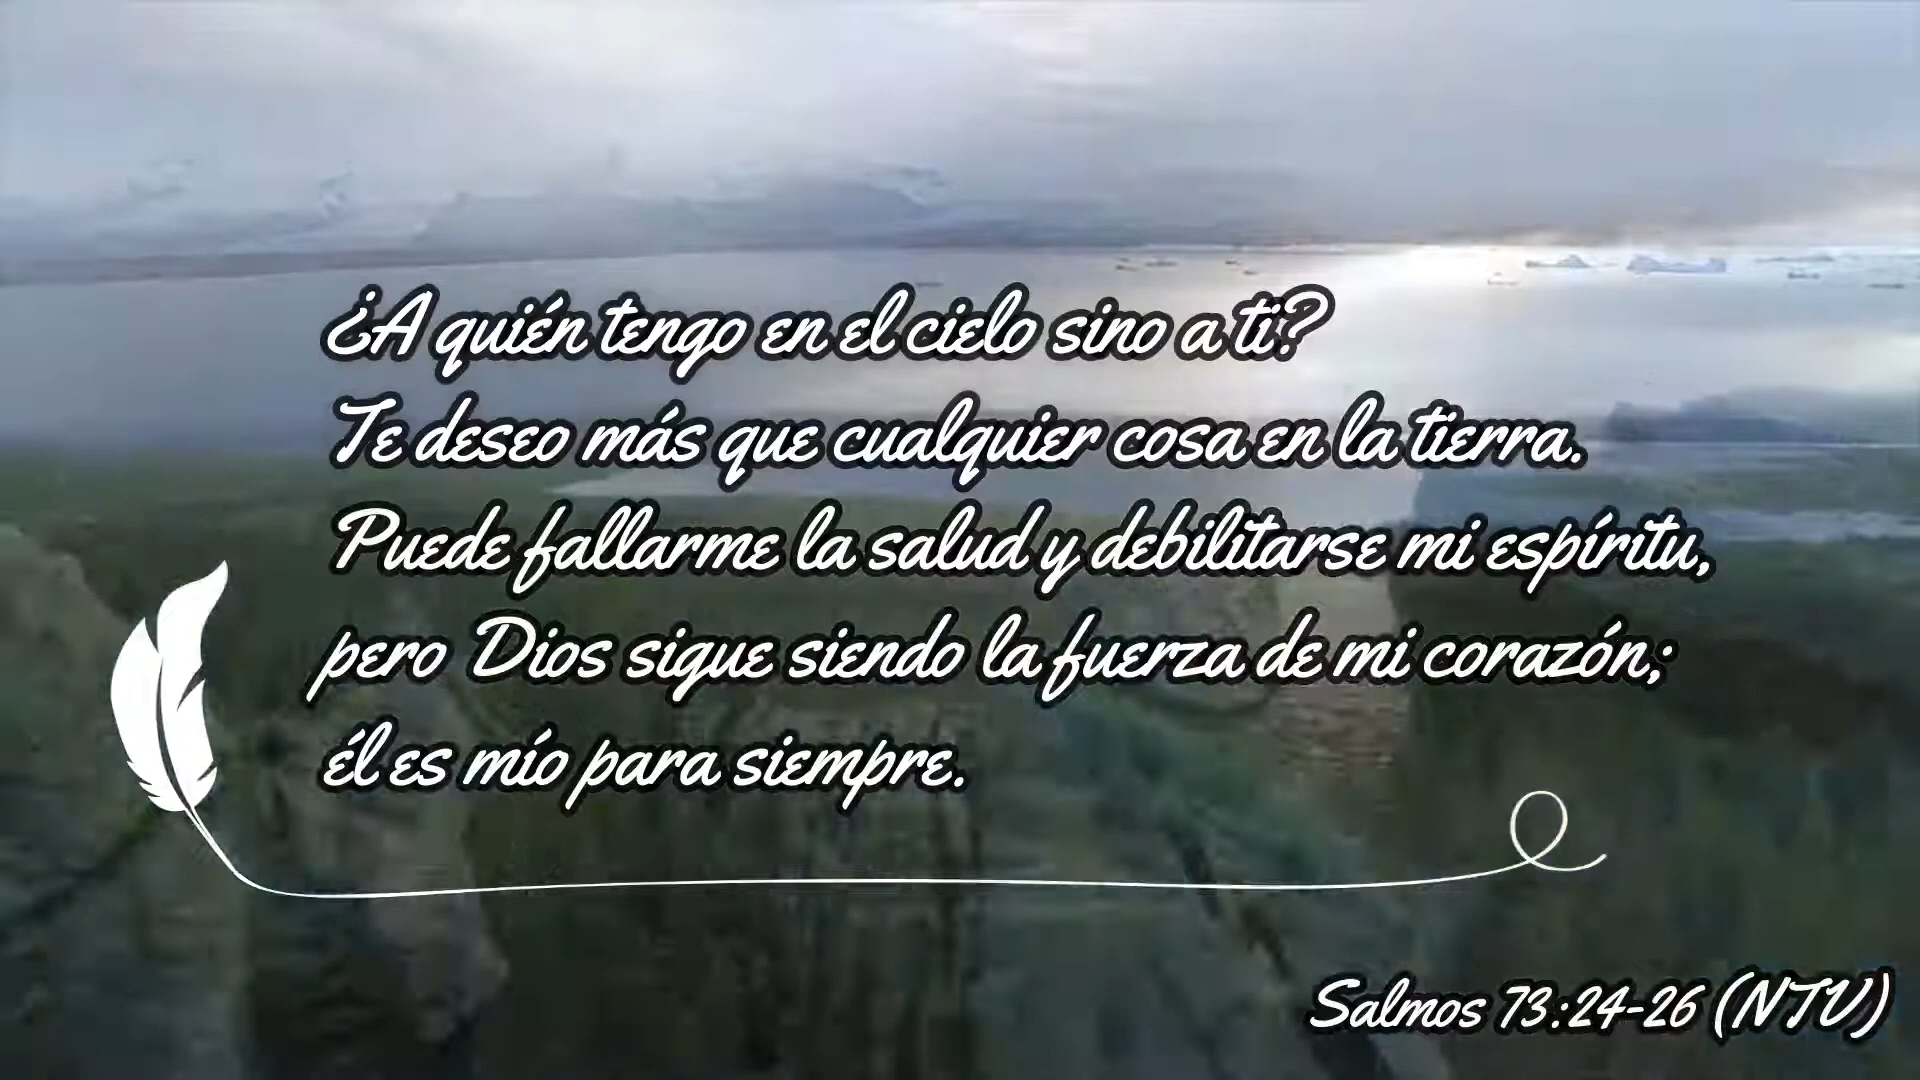 ¿A quién tengo en el cielo sino a ti?
Te deseo más que cualquier cosa en la tierra.
Puede fallarme la salud y debilitarse mi espíritu,
pero Dios sigue siendo la fuerza de mi corazón;
él es mío para siempre.
Salmos 73:24-26 (NTV)